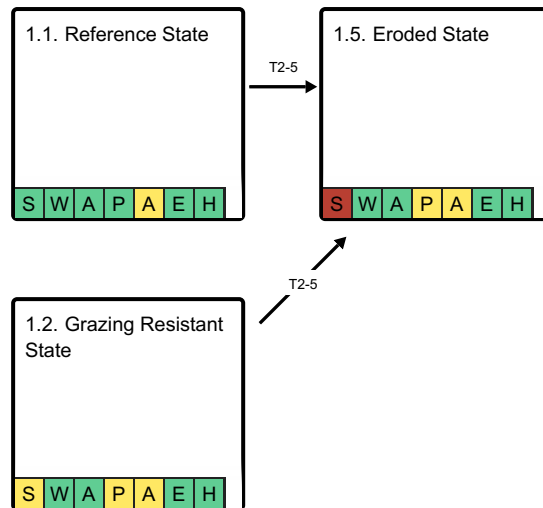 1.1. Reference State
S W A P A E H
T2-5
1.5. Eroded State
S W A P A E H
T2-5
1.2. Grazing Resistant
State
S W A P A E H